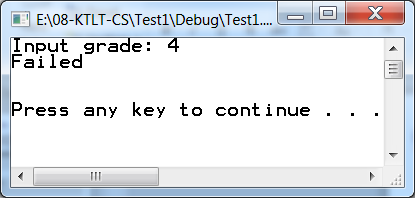 E:\08-KTLT-CS\Test1\Debug\Test1....
Input grade: 4
Failed
Press any key to continue . . .